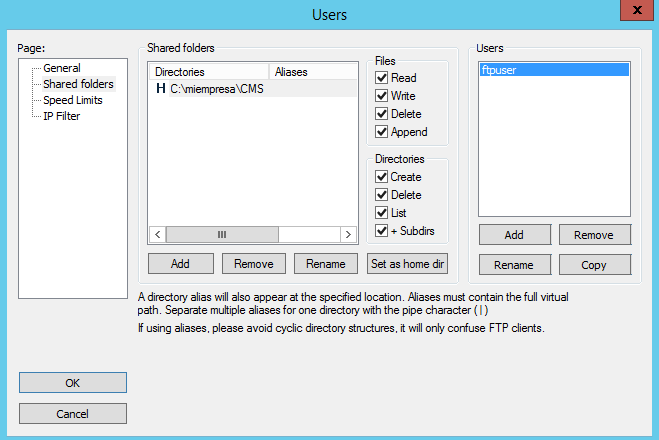 Users
x
Page:
General
Shared folders
Speed Limits
IP Filter
OK
Cancel
Shared folders
Directories Aliases
H C:\miempresa\CMS
Add Remove Rename Set as home dir
Files
Read
Write
Delete
Append
Directories
Create
Delete
List
+ Subdirs
A directory alias will also appear at the specified location. Aliases must contain the full virtual
path. Separate multiple aliases for one directory with the pipe character ( | )
If using aliases, please avoid cyclic directory structures, it will only confuse FTP clients.
Users
ftpuser
Add Remove
Rename Copy